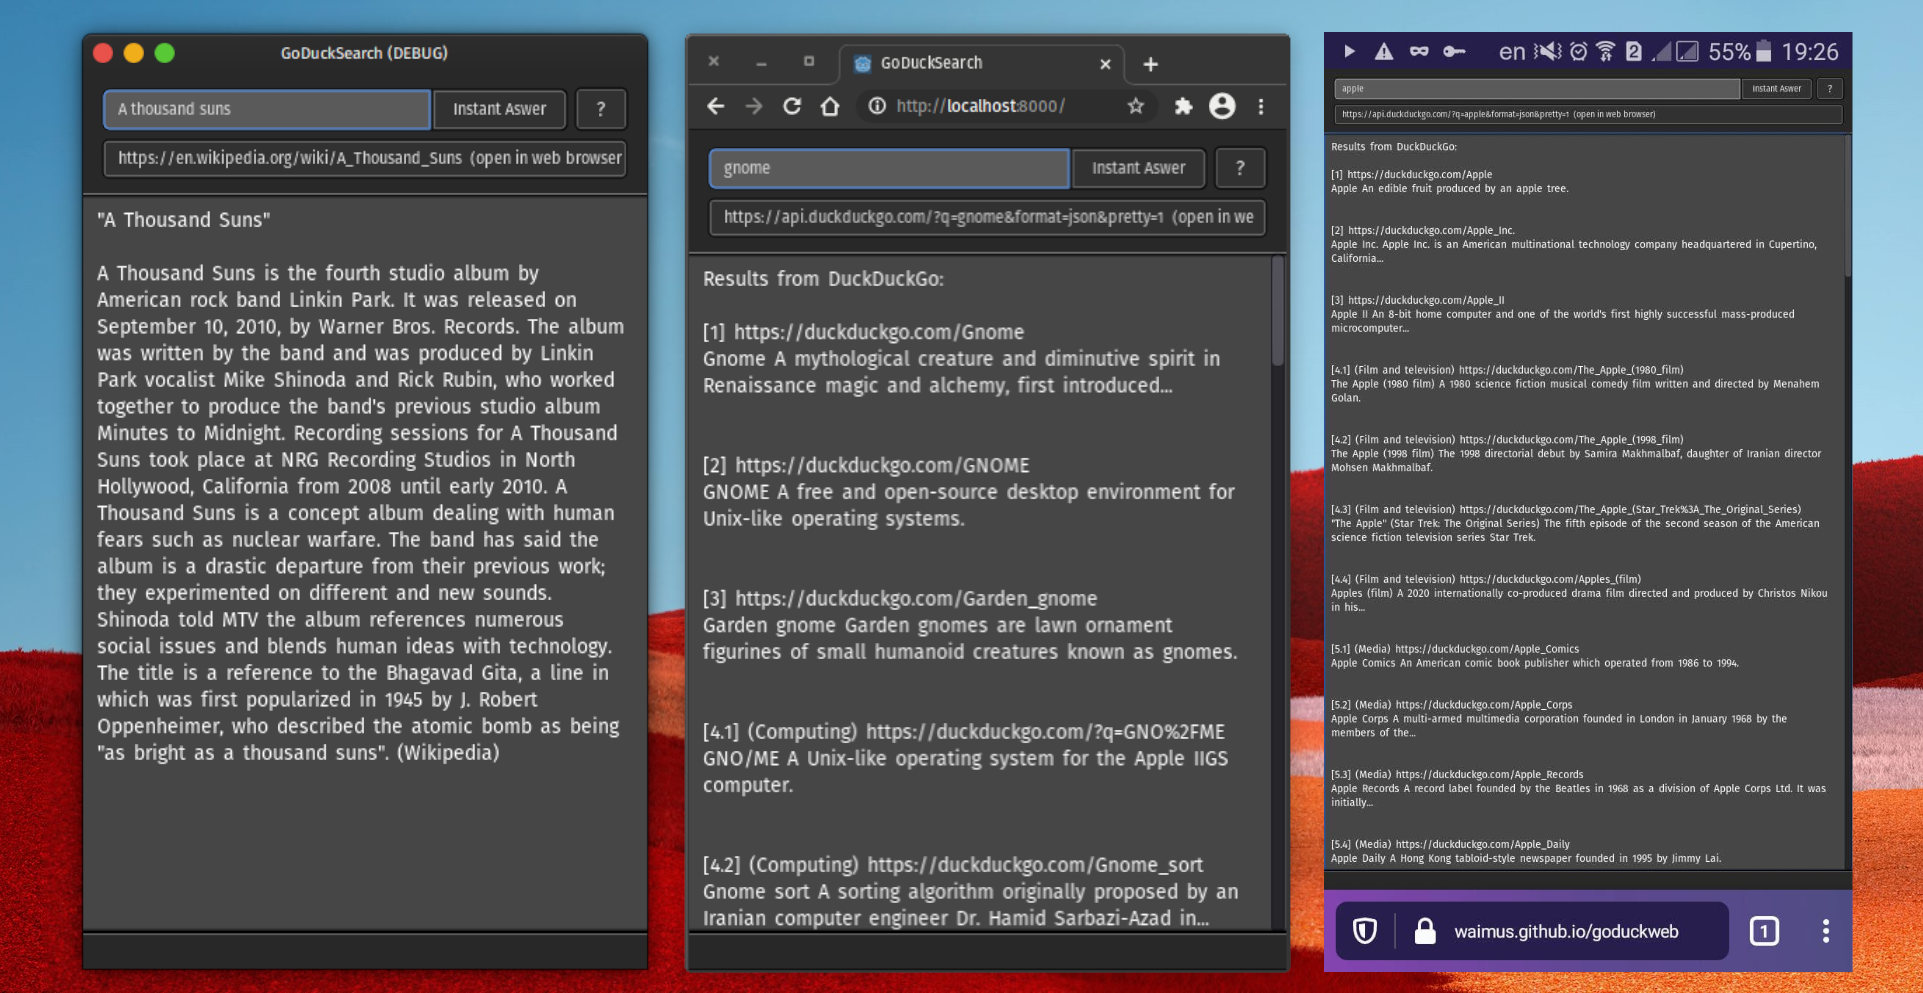 GoDuckSearch (DEBUG)
A thousand suns
Instant Aswer
?
https://en.wikipedia.org/wiki/A_Thousand_Suns (open in web browser
"A Thousand Suns"
A Thousand Suns is the fourth studio album by
American rock band Linkin Park. It was released on
September 10, 2010, by Warner Bros. Records. The album
was written by the band and was produced by Linkin
Park vocalist Mike Shinoda and Rick Rubin, who worked
together to produce the band's previous studio album
Minutes to Midnight. Recording sessions for A Thousand
Suns took place at NRG Recording Studios in North
Hollywood, California from 2008 until early 2010. A
Thousand Suns is a concept album dealing with human
fears such as nuclear warfare. The band has said the
album is a drastic departure from their previous work;
they experimented on different and new sounds.
Shinoda told MTV the album references numerous
social issues and blends human ideas with technology.
The title is a reference to the Bhagavad Gita, a line in
which was first popularized in 1945 by J. Robert
Oppenheimer, who described the atomic bomb as being
"as bright as a thousand suns". (Wikipedia)
GoDuckSearch
http://localhost:8000/
gnome
Instant Aswer
?
https://api.duckduckgo.com/?q=gnome&format=json&pretty=1 (open in we
Results from DuckDuckGo:
[1] https://duckduckgo.com/Gnome
Gnome A mythological creature and diminutive spirit in
Renaissance magic and alchemy, first introduced...
[2] https://duckduckgo.com/GNOME
GNOME A free and open-source desktop environment for
Unix-like operating systems.
[3] https://duckduckgo.com/Garden_gnome
Garden gnome Garden gnomes are lawn ornament
figurines of small humanoid creatures known as gnomes.
[4.1] (Computing) https://duckduckgo.com/?q=GNO%2FME
GNO/ME A Unix-like operating system for the Apple IIGS
computer.
[4.2] (Computing) https://duckduckgo.com/Gnome_sort
Gnome sort A sorting algorithm originally proposed by an
Iranian computer engineer Dr. Hamid Sarbazi-Azad in...
en 2 55% 19:26
apple
Instant Aswer
?
https://api.duckduckgo.com/?q=apple&format=json&pretty=1 (open in web browser)
Results from DuckDuckGo:
[1] https://duckduckgo.com/Apple
Apple An edible fruit produced by an apple tree.
[2] https://duckduckgo.com/Apple_Inc.
Apple Inc. Apple Inc. is an American multinational technology company headquartered in Cupertino,
California...
[3] https://duckduckgo.com/Apple_II
Apple II An 8-bit home computer and one of the world's first highly successful mass-produced
microcomputer...
[4.1] (Film and television) https://duckduckgo.com/The_Apple_(1980_film)
The Apple (1980 film) A 1980 science fiction musical comedy film written and directed by Menahem
Golan.
[4.2] (Film and television) https://duckduckgo.com/The_Apple_(1998_film)
The Apple (1998 film) The 1998 directorial debut by Samira Makhmalbaf, daughter of Iranian director
Mohsen Makhmalbaf.
[4.3] (Film and television) https://duckduckgo.com/The_Apple_(Star_Trek%3A_The_Original_Series)
"The Apple" (Star Trek: The Original Series) The fifth episode of the second season of the American
science fiction television series Star Trek.
[4.4] (Film and television) https://duckduckgo.com/Apples_(film)
Apples (film) A 2020 internationally co-produced drama film directed and produced by Christos Nikou
in his...
[5.1] (Media) https://duckduckgo.com/Apple_Comics
Apple Comics An American comic book publisher which operated from 1986 to 1994.
[5.2] (Media) https://duckduckgo.com/Apple_Corps
Apple Corps A multi-armed multimedia corporation founded in London in January 1968 by the
members of the...
[5.3] (Media) https://duckduckgo.com/Apple_Records
Apple Records A record label founded by the Beatles in 1968 as a division of Apple Corps Ltd. It was
initially...
[5.4] (Media) https://duckduckgo.com/Apple_Daily
Apple Daily A Hong Kong tabloid-style newspaper founded in 1995 by Jimmy Lai.
waimus.github.io/goduckweb
1